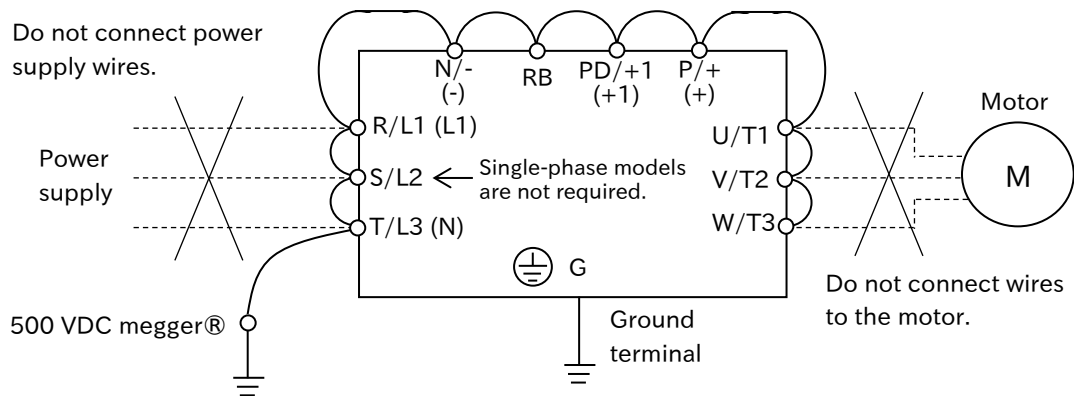 Do not connect power
supply wires.
N/-
(-)
RB
PD/+1
(+1)
P/+
(+)
Motor
R/L1 (L1)
U/T1
Power
supply
S/L2
Single-phase models
are not required.
V/T2
M
T/L3 (N)
W/T3
G
Do not connect wires
to the motor.
500 VDC megger®
Ground
terminal